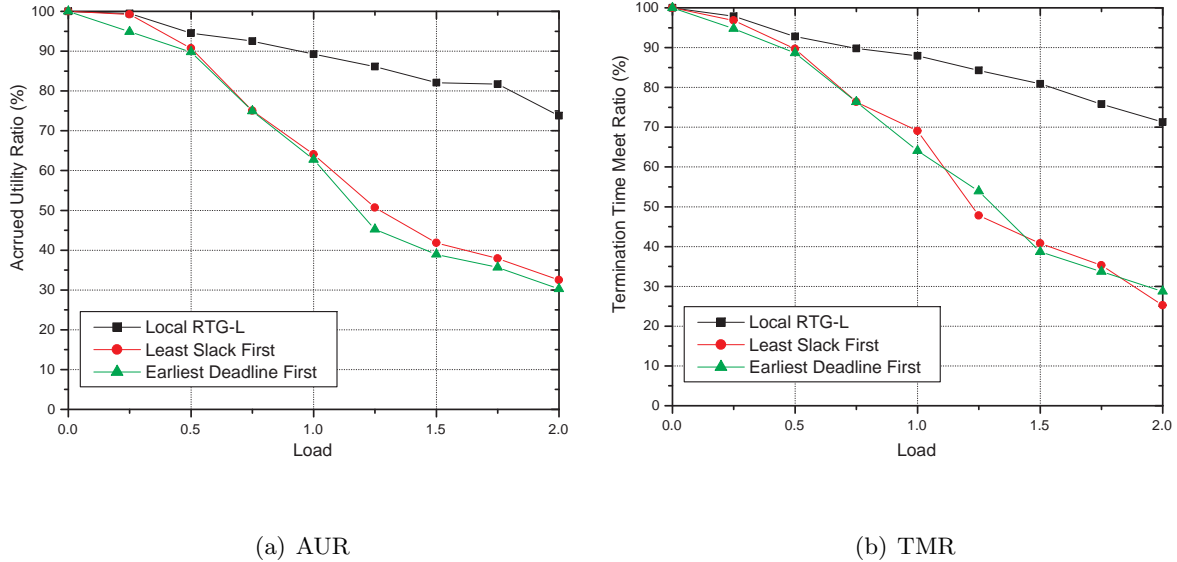 Acrrued Utility Ratio (%)
100
90
80
70
60
50
40
30
20
10
0
Local RTG-L
Least Slack First
Earliest Deadline First
0.0
0.5
1.0
1.5
2.0
Load
(a) AUR
Termination Time Meet Ratio (%)
100
90
80
70
60
50
40
30
20
10
0
Local RTG-L
Least Slack First
Earliest Deadline First
0.0
0.5
1.0
1.5
2.0
Load
(b) TMR